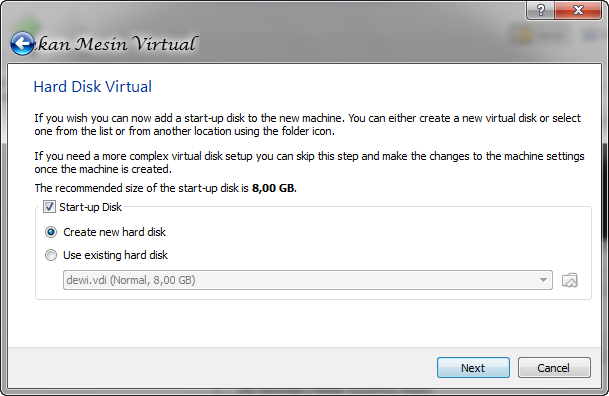 kan Mesin Virtual
Hard Disk Virtual
If you wish you can now add a start-up disk to the new machine. You can either create a new virtual disk or select
one from the list or from another location using the folder icon.
If you need a more complex virtual disk setup you can skip this step and make the changes to the machine settings
once the machine is created.
The recommended size of the start-up disk is 8,00 GB.
Start-up Disk
Create new hard disk
Use existing hard disk
dewi.vdi (Normal, 8,00 GB)
Next
Cancel